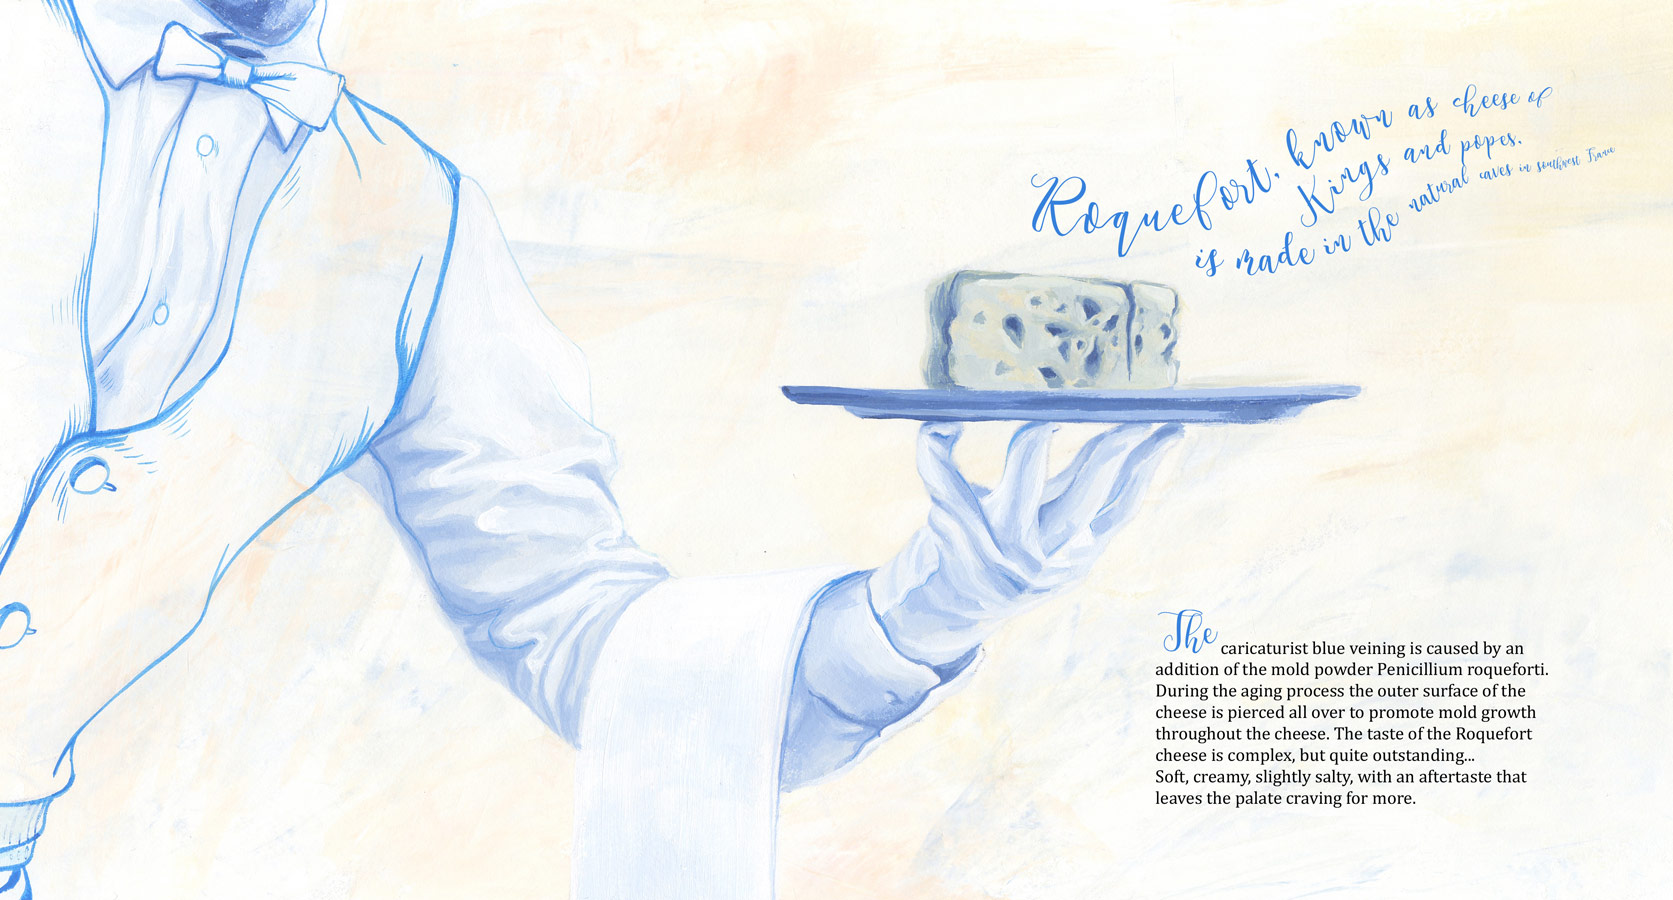 Roquefort, known as cheese of
Kings and popes.
is made in the natural caves in southwest France
The caricaturist blue veining is caused by an
addition of the mold powder Penicillium roqueforti.
During the aging process the outer surface of the
cheese is pierced all over to promote mold growth
throughout the cheese. The taste of the Roquefort
cheese is complex, but quite outstanding...
Soft, creamy, slightly salty, with an aftertaste that
leaves the palate craving for more.